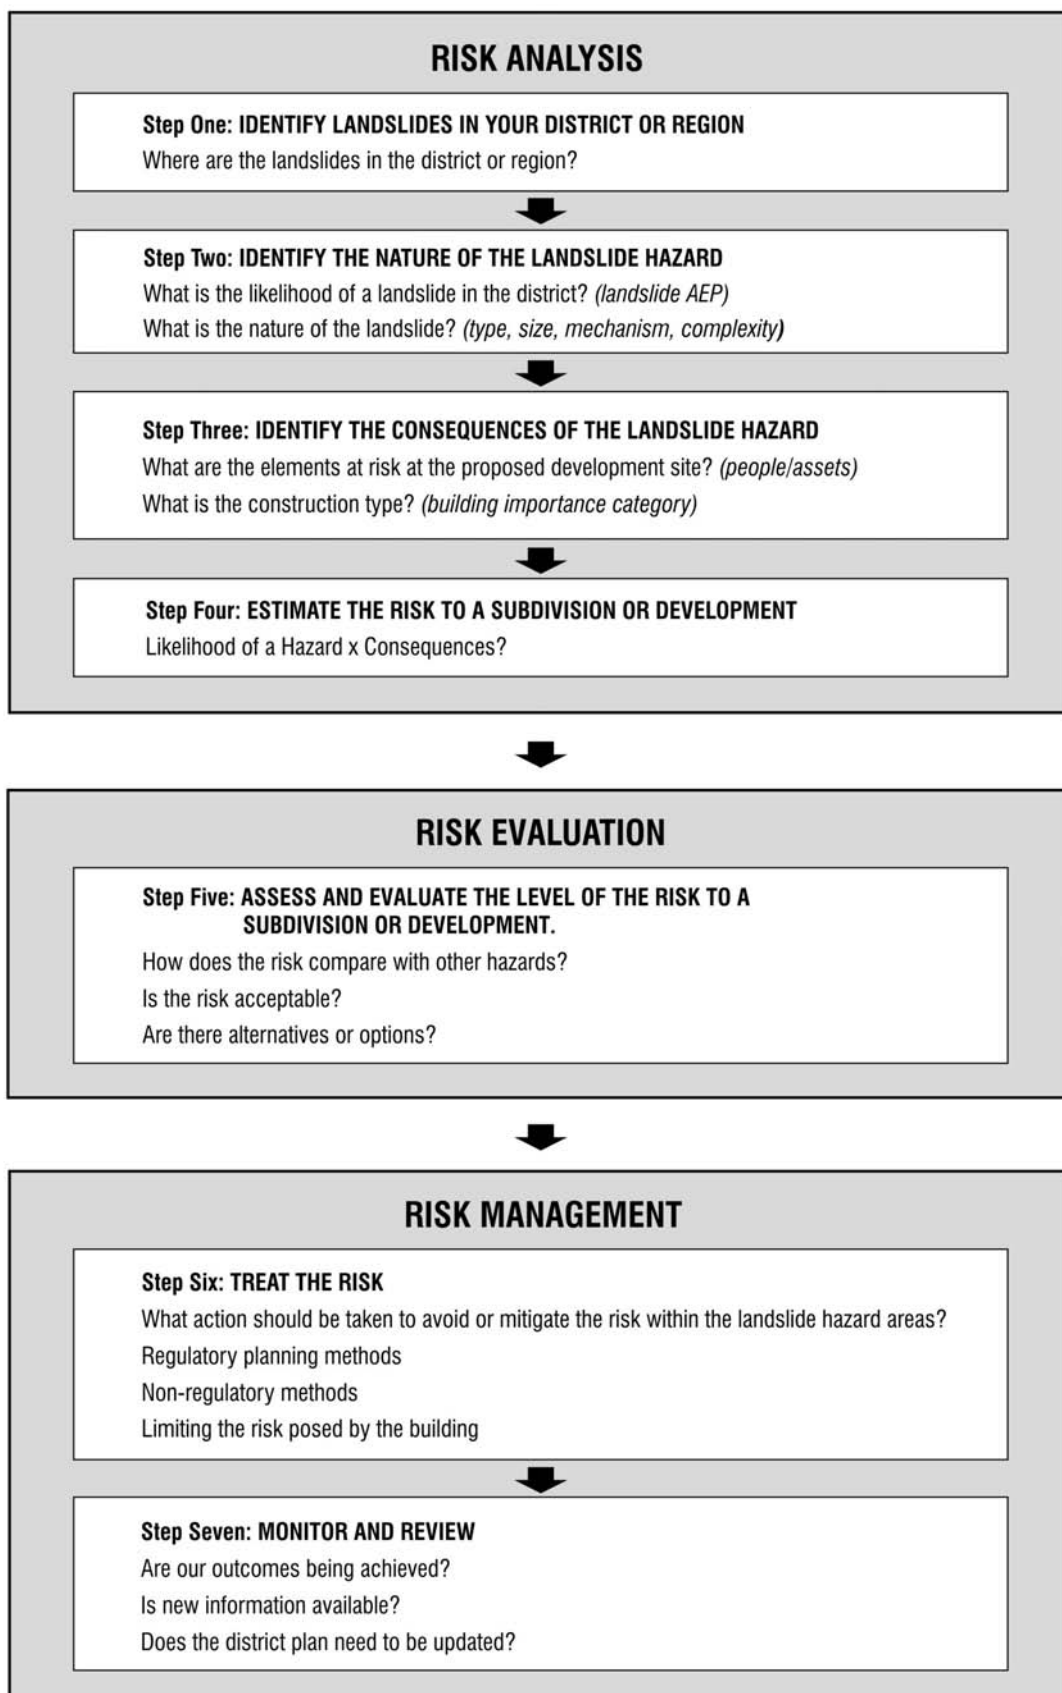 RISK ANALYSIS
Step One: IDENTIFY LANDSLIDES IN YOUR DISTRICT OR REGION
Where are the landslides in the district or region?
Step Two: IDENTIFY THE NATURE OF THE LANDSLIDE HAZARD
What is the likelihood of a landslide in the district? (landslide AEP)
What is the nature of the landslide? (type, size, mechanism, complexity)
Step Three: IDENTIFY THE CONSEQUENCES OF THE LANDSLIDE HAZARD
What are the elements at risk at the proposed development site? (people/assets)
What is the construction type? (building importance category)
Step Four: ESTIMATE THE RISK TO A SUBDIVISION OR DEVELOPMENT
Likelihood of a Hazard x Consequences?
RISK EVALUATION
Step Five: ASSESS AND EVALUATE THE LEVEL OF THE RISK TO A
SUBDIVISION OR DEVELOPMENT.
How does the risk compare with other hazards?
Is the risk acceptable?
Are there alternatives or options?
RISK MANAGEMENT
Step Six: TREAT THE RISK
What action should be taken to avoid or mitigate the risk within the landslide hazard areas?
Regulatory planning methods
Non-regulatory methods
Limiting the risk posed by the building
Step Seven: MONITOR AND REVIEW
Are our outcomes being achieved?
Is new information available?
Does the district plan need to be updated?